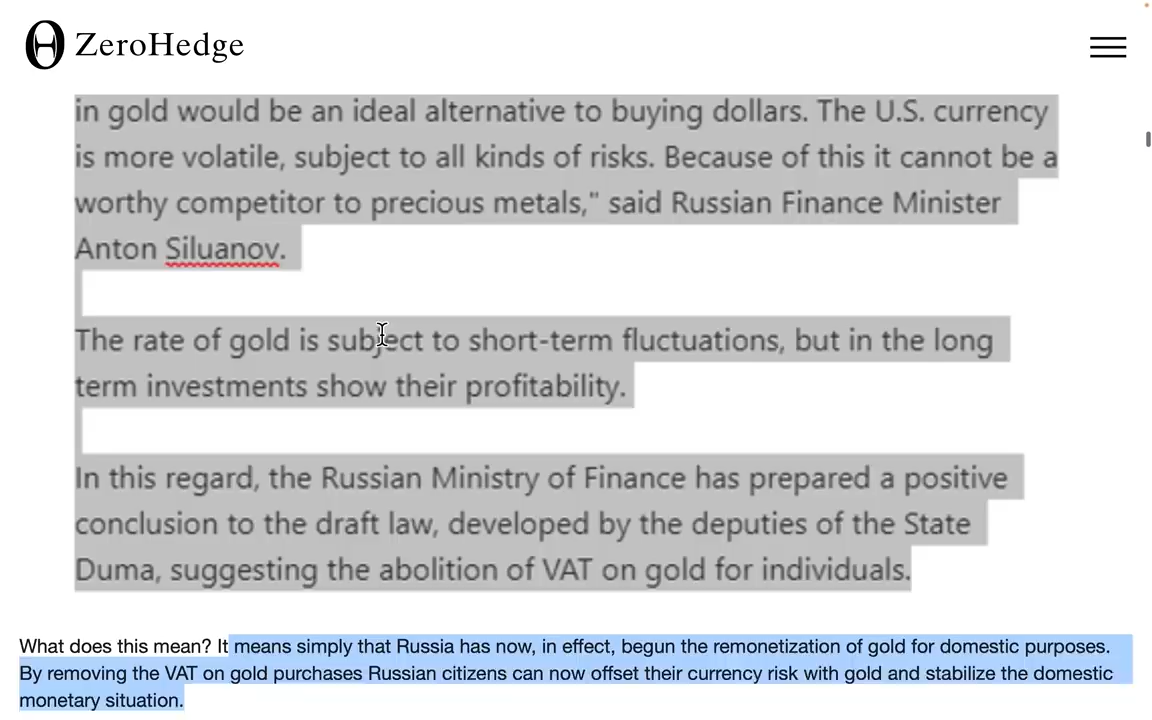 ZeroHedge
in gold would be an ideal alternative to buying dollars. The U.S. currency
is more volatile, subject to all kinds of risks. Because of this it cannot be a
worthy competitor to precious metals," said Russian Finance Minister
Anton Siluanov.
The rate of gold is subject to short-term fluctuations, but in the long
term investments show their profitability.
In this regard, the Russian Ministry of Finance has prepared a positive
conclusion to the draft law, developed by the deputies of the State
Duma, suggesting the abolition of VAT on gold for individuals.
What does this mean? It means simply that Russia has now, in effect, begun the remonetization of gold for domestic purposes.
By removing the VAT on gold purchases Russian citizens can now offset their currency risk with gold and stabilize the domestic
monetary situation.